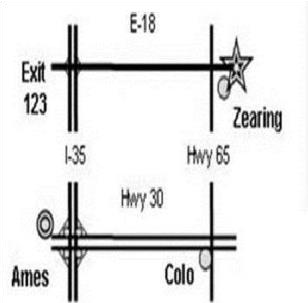 E-18
Exit
123
Zearing
I-35
Hwy 65
Hwy 30
Ames
Colo